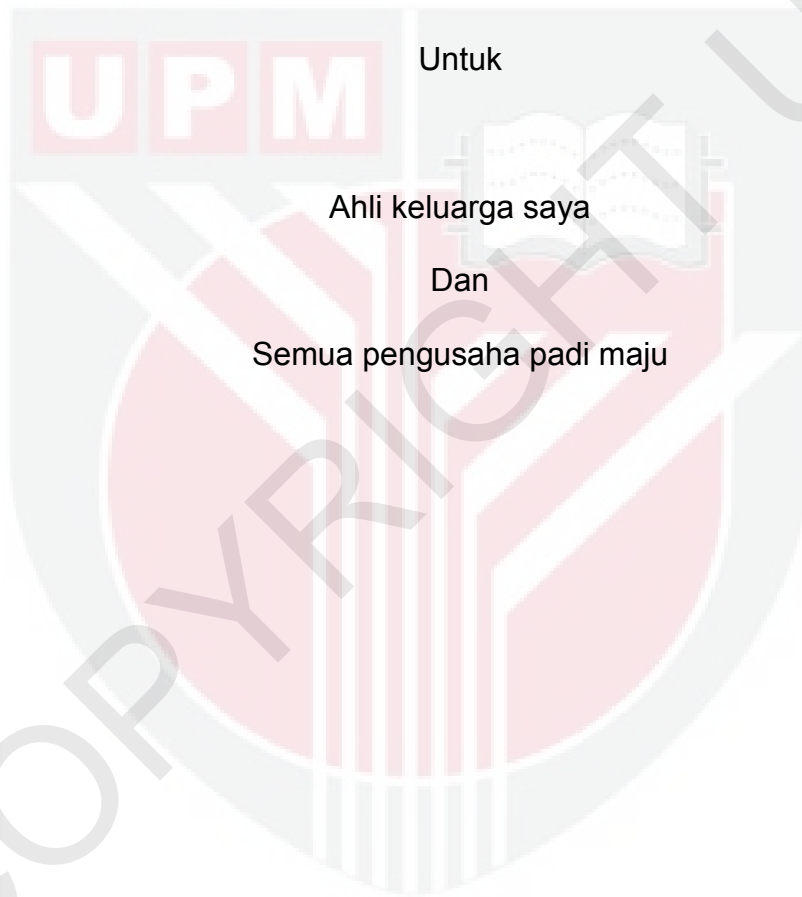 UPM
Untuk
Ahli keluarga saya
Dan
Semua pengusaha padi maju
COPYRIGHT U